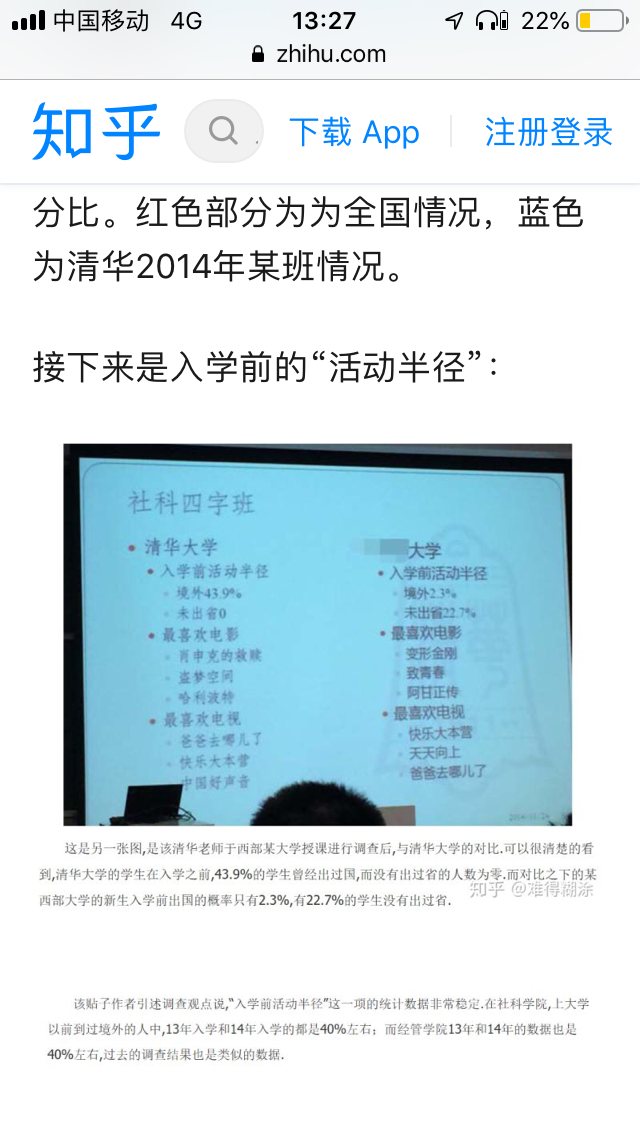 中国移动 4G 13:27 22%
zhihu.com
知乎 下载 App 注册登录
分比。红色部分为为全国情况，蓝色
为清华2014年某班情况。
接下来是入学前的“活动半径”：
社科四字班
• 清华大学
• 入学前活动半径
境外43.9%
未出省0
• 最喜欢电影
肖申克的救赎
盗梦空间
哈利波特
• 最喜欢电视
爸爸去哪儿了
快乐大本营
中国好声音
大学
• 入学前活动半径
境外2.3%
未出省22.7%
• 最喜欢电影
变形金刚
致青春
阿甘正传
• 最喜欢电视
快乐大本营
天天向上
爸爸去哪儿了
这是另一张图,是该清华老师于西部某大学授课进行调查后,与清华大学的对比.可以很清楚的看
到,清华大学的学生在入学之前,43.9%的学生曾经出过国,而没有出过省的人数为零.而对比之下的某
西部大学的新生入学前出国的概率只有2.3%,有22.7%的学生没有出过省.
知乎 @难得糊涂
该贴子作者引述调查观点说,“入学前活动半径”这一项的统计数据非常稳定.在社科学院,上大学
以前到过境外的人中,13年入学和14年入学的都是40%左右；而经管学院13年和14年的数据也是
40%左右,过去的调查结果也是类似的数据.